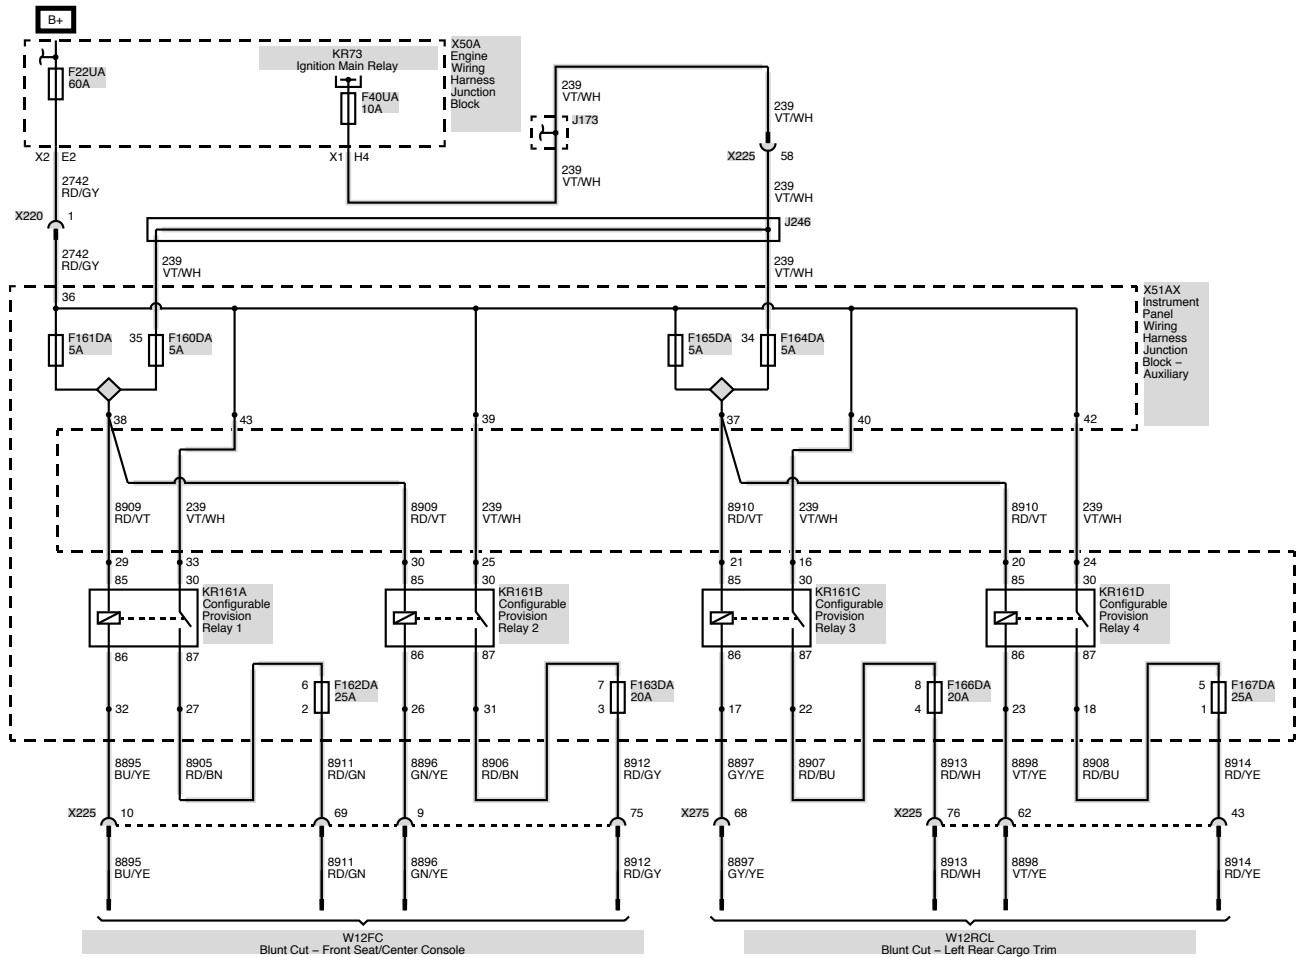 B+
F22UA
60A
KR73
Ignition Main Relay
F40UA
10A
X50A
Engine
Wiring
Harness
Junction
Block
239
VT/WH
J173
239
VT/WH
239
VT/WH
X225 58
X2 E2
X1 H4
2742
RD/GY
239
VT/WH
X220 1
J246
2742
RD/GY
239
VT/WH
239
VT/WH
36
X51AX
Instrument
Panel
Wiring
Harness
Junction
Block –
Auxiliary
F161DA
5A
35 F160DA
5A
F165DA
5A
34 F164DA
5A
38 43 39 37 40 42
8909
RD/VT
239
VT/WH
8909
RD/VT
239
VT/WH
8910
RD/VT
239
VT/WH
8910
RD/VT
239
VT/WH
29 33 30 25 21 16 20 24
85 30 85 30 85 30 85 30
KR161A
Configurable
Provision
Relay 1
KR161B
Configurable
Provision
Relay 2
KR161C
Configurable
Provision
Relay 3
KR161D
Configurable
Provision
Relay 4
86 87 86 87 86 87 86 87
6 F162DA
25A
2
7 F163DA
20A
3
8 F166DA
20A
4
5 F167DA
25A
1
32 27 26 31 17 22 23 18
8895
BU/YE
8905
RD/BN
8911
RD/GN
8896
GN/YE
8906
RD/BN
8912
RD/GY
8897
GY/YE
8907
RD/BU
8913
RD/WH
8898
VT/YE
8908
RD/BU
8914
RD/YE
X225 10 69 9 75 X275 68 X225 76 62 43
8895
BU/YE
8911
RD/GN
8896
GN/YE
8912
RD/GY
8897
GY/YE
8913
RD/WH
8898
VT/YE
8914
RD/YE
W12FC
Blunt Cut – Front Seat/Center Console
W12RCL
Blunt Cut – Left Rear Cargo Trim